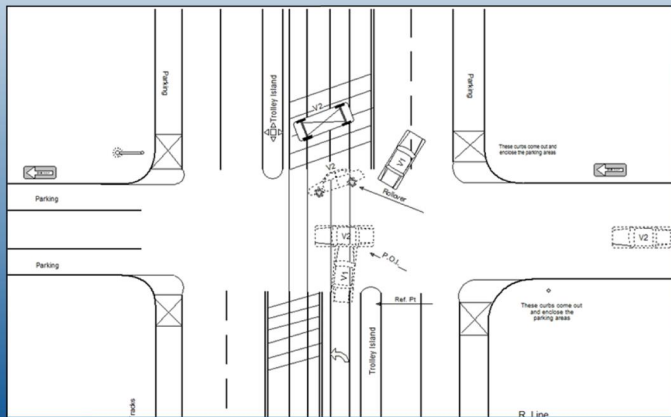 Parking
Trolley Island
V2
Parking
These curbs come out and
enclose the parking areas
V1
V2
Rollover
Parking
V2
P.O.I.
V2
V1
Parking
Ref. Pt
These curbs come out
and enclose the
parking areas
Trolley Island
racks
R. Line